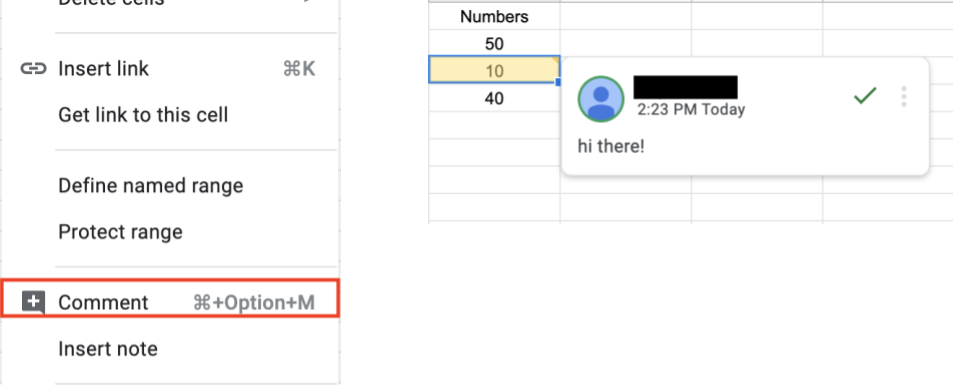 Delete cells
Insert link ⌘K
Get link to this cell
Define named range
Protect range
Comment ⌘+Option+M
Insert note
Numbers
50
10
40
2:23 PM Today
hi there!